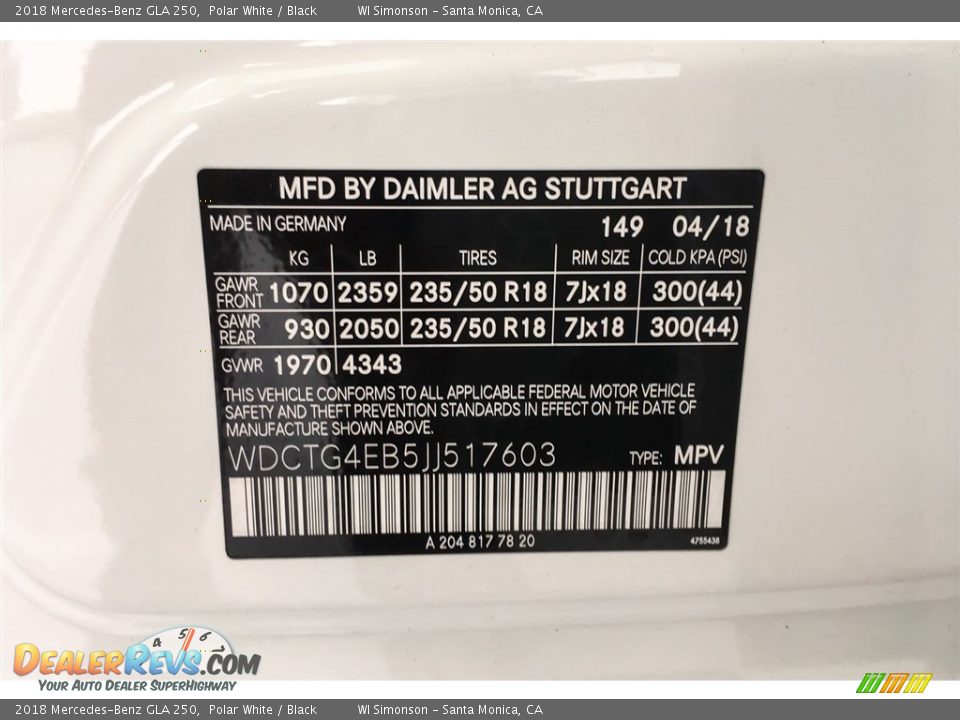 2018 Mercedes-Benz GLA 250, Polar White / Black WI Simonson - Santa Monica, CA
MFD BY DAIMLER AG STUTTGART
MADE IN GERMANY 149 04/18
KG LB TIRES RIM SIZE COLD KPA (PSI)
GAWR FRONT 1070 2359 235/50 R18 7Jx18 300(44)
GAWR REAR 930 2050 235/50 R18 7Jx18 300(44)
GVWR 1970 4343
THIS VEHICLE CONFORMS TO ALL APPLICABLE FEDERAL MOTOR VEHICLE
SAFETY AND THEFT PREVENTION STANDARDS IN EFFECT ON THE DATE OF
MANUFACTURE SHOWN ABOVE.
WDCTG4EB5JJ517603 TYPE: MPV
A 204 817 78 20 4755438
4 5 6 7
DEALERREVS.COM
YOUR AUTO DEALER SUPERHIGHWAY
2018 Mercedes-Benz GLA 250, Polar White / Black WI Simonson - Santa Monica, CA